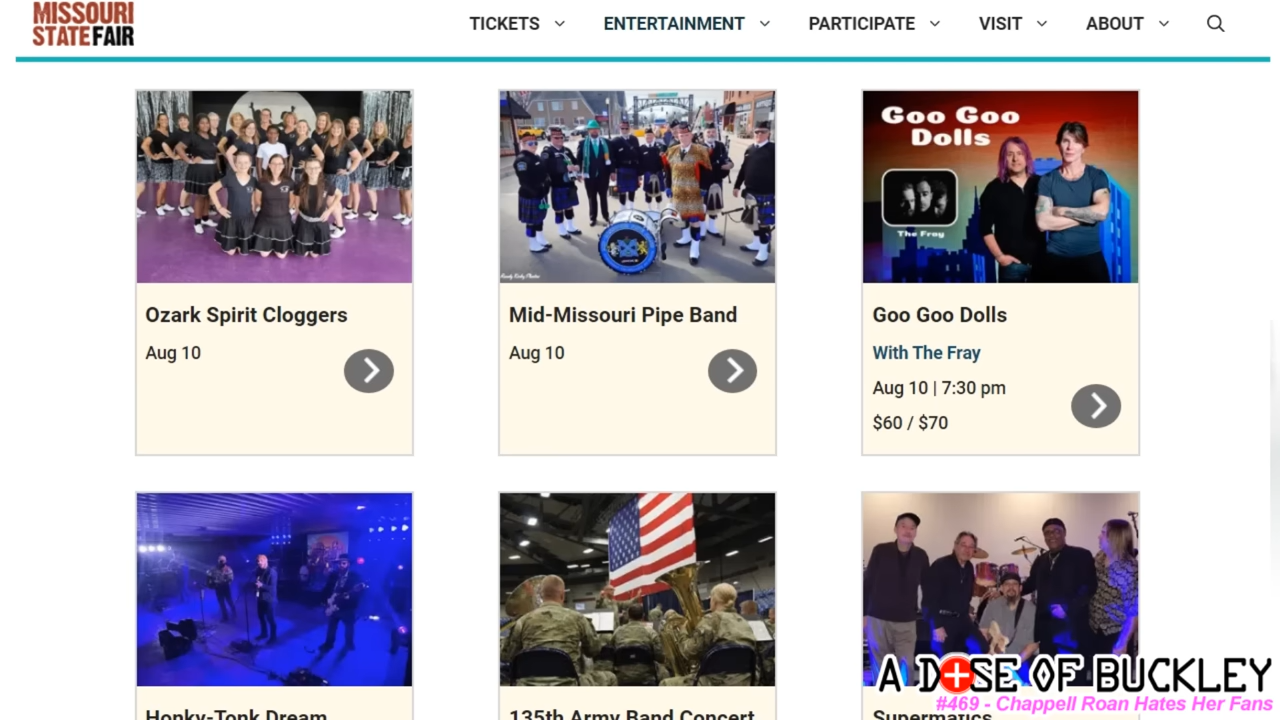 MISSOURI
STATE FAIR
TICKETS
ENTERTAINMENT
PARTICIPATE
VISIT
ABOUT
Goo Goo
Dolls
The Fray
Ozark Spirit Cloggers
Aug 10
Mid-Missouri Pipe Band
Aug 10
Goo Goo Dolls
With The Fray
Aug 10 | 7:30 pm
$60 / $70
Honky-Tonk Dream
135th Army Band Concert
Supermatics
A DOSE OF BUCKLEY
#469 - Chappell Roan Hates Her Fans